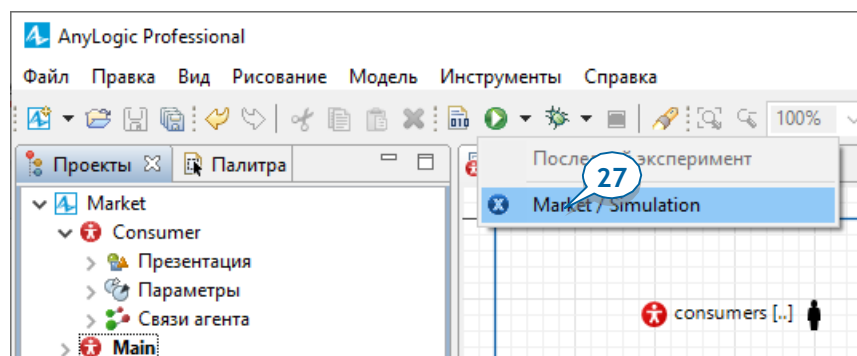 AnyLogic Professional
Файл Правка Вид Рисование Модель Инструменты Справка
010 100%
Проекты Палитра
Последний эксперимент
27
Market / Simulation
Market
Consumer
Презентация
Параметры
Связи агента
Main
consumers [..]